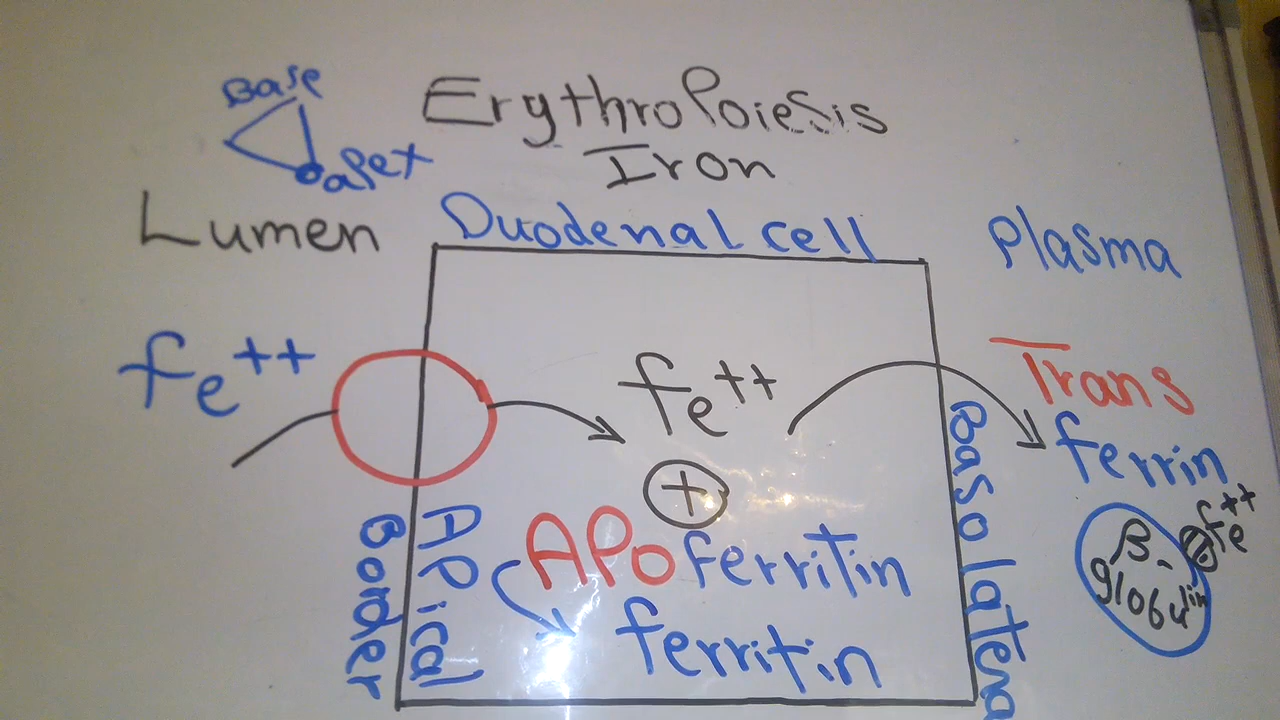 Base
apex
ErythroPoiesis
Iron
Lumen
Duodenal cell
Plasma
fe++
fe++
+
APoferritin
ferritin
APical
Border
Basolatera
Trans
ferrin
fe++
β-
globulin